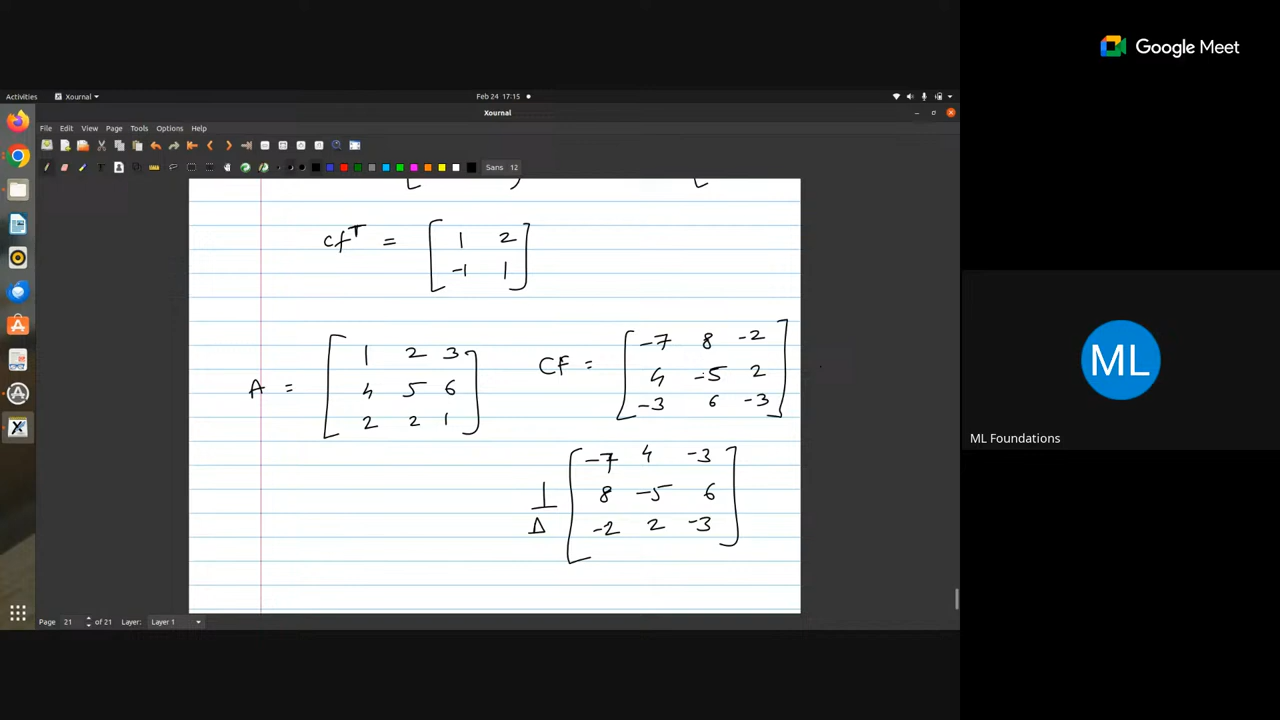 Google Meet
Activities Xournal Feb 24 17:15
Xournal
File Edit View Page Tools Options Help
Sans 12
cf^T = [ 1 2
-1 1 ]
A = [ 1 2 3
4 5 6
2 2 1 ]
CF = [ -7 8 -2
4 -5 2
-3 6 -3 ]
1/Δ [ -7 4 -3
8 -5 6
-2 2 -3 ]
ML
ML Foundations
Page 21 of 21 Layer: Layer 1